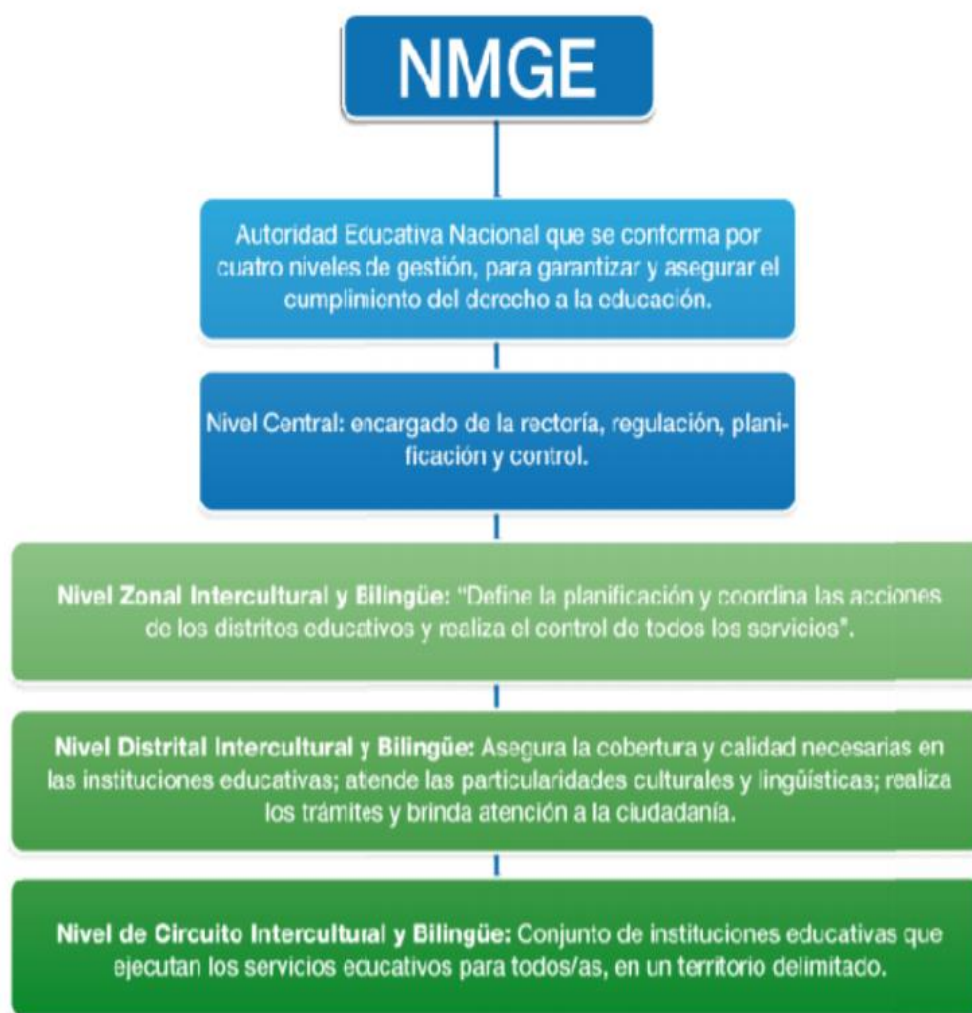 NMGE
Autoridad Educativa Nacional que se conforma por
cuatro niveles de gestión, para garantizar y asegurar el
cumplimiento del derecho a la educación.
Nivel Central: encargado de la rectoría, regulación, plani-
ficación y control.
Nivel Zonal Intercultural y Bilingüe: "Define la planificación y coordina las acciones
de los distritos educativos y realiza el control de todos los servicios".
Nivel Distrital Intercultural y Bilingüe: Asegura la cobertura y calidad necesarias en
las instituciones educativas; atende las particularidades culturales y lingüísticas; realiza
los trámites y brinda atención a la ciudadanía.
Nivel de Circuito Intercultural y Bilingüe: Conjunto de instituciones educativas que
ejecutan los servicios educativos para todos/as, en un territorio delimitado.